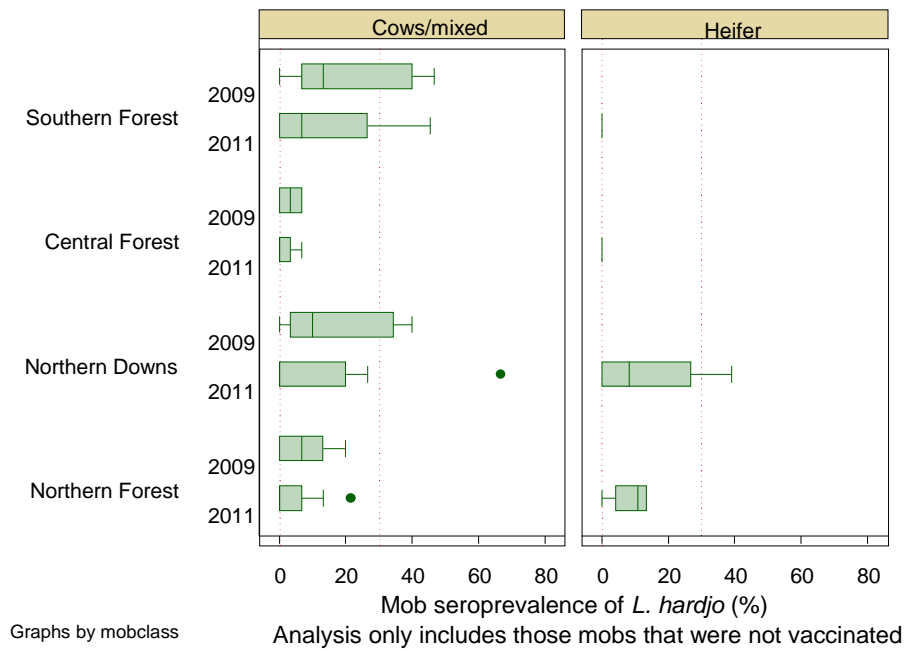 Cows/mixed Heifer
2009
Southern Forest
2011
2009
Central Forest
2011
2009
Northern Downs
2011
2009
Northern Forest
2011
0 20 40 60 80 0 20 40 60 80
Mob seroprevalence of L. hardjo (%)
Graphs by mobclass Analysis only includes those mobs that were not vaccinated